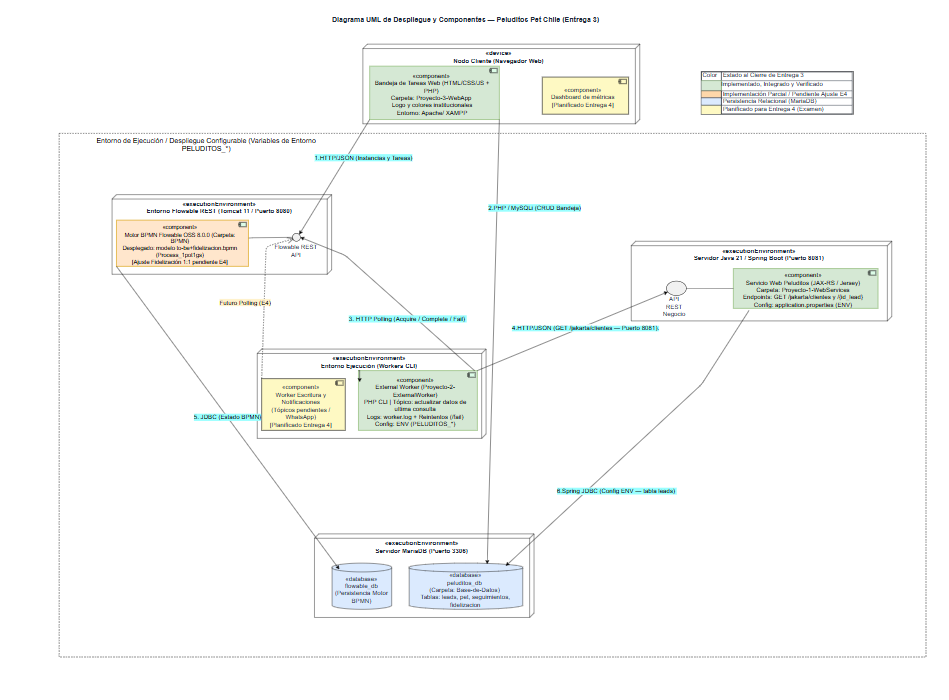 Diagrama UML de Despliegue y Componentes — Peluditos Pet Chile (Entrega 3)
«device»
Nodo Cliente (Navegador Web)
«component»
Bandeja de Tareas Web (HTML/CSS/JS +
PHP)
Carpeta: Proyecto-3-WebApp
Logo y colores institucionales
Entorno: Apache/ XAMPP
«component»
Dashboard de métricas
[Planificado Entrega 4]
Color Estado al Cierre de Entrega 3
Implementado, Integrado y Verificado
Implementación Parcial / Pendiente Ajuste E4
Persistencia Relacional (MariaDB)
Planificado para Entrega 4 (Examen)
Entorno de Ejecución / Despliegue Configurable (Variables de Entorno
PELUDITOS_*)
1.HTTP/JSON (Instancias y Tareas)
2.PHP / MySQLi (CRUD Bandeja)
«executionEnvironment»
Entorno Flowable REST (Tomcat 11 / Puerto 8080)
«component»
Motor BPMN Flowable OSS 8.0.0 (Carpeta:
BPMN)
Desplegado: modelo to-be+fidelizacion.bpmn
(Process_1pol1gs)
[Ajuste Fidelización 1:1 pendiente E4]
Flowable REST
API
«executionEnvironment»
Servidor Java 21 / Spring Boot (Puerto 8081)
API
REST
Negocio
«component»
Servicio Web Peluditos (JAX-RS / Jersey)
Carpeta: Proyecto-1-WebServices
Endpoints: GET /jakarta/clientes y /{id_lead}
Config: application.properties (ENV)
Futuro Polling (E4)
3. HTTP Polling (Acquire / Complete / Fail)
4.HTTP/JSON (GET /jakarta/clientes — Puerto 8081).
«executionEnvironment»
Entorno Ejecución (Workers CLI)
«component»
Worker Escritura y
Notificaciones
(Tópicos pendientes /
WhatsApp)
[Planificado Entrega 4]
«component»
External Worker (Proyecto-2-
ExternalWorker)
PHP CLI | Tópico: actualizar datos de
ultima consulta
Logs: worker.log + Reintentos (/fail)
Config: ENV (PELUDITOS_*)
5. JDBC (Estado BPMN)
6.Spring JDBC (Config ENV — tabla leads)
«executionEnvironment»
Servidor MariaDB (Puerto 3306)
«database»
flowable_db
(Persistencia Motor
BPMN)
«database»
peluditos_db
(Carpeta: Base-de-Datos)
Tablas: leads, pet, seguimientos,
fidelizacion